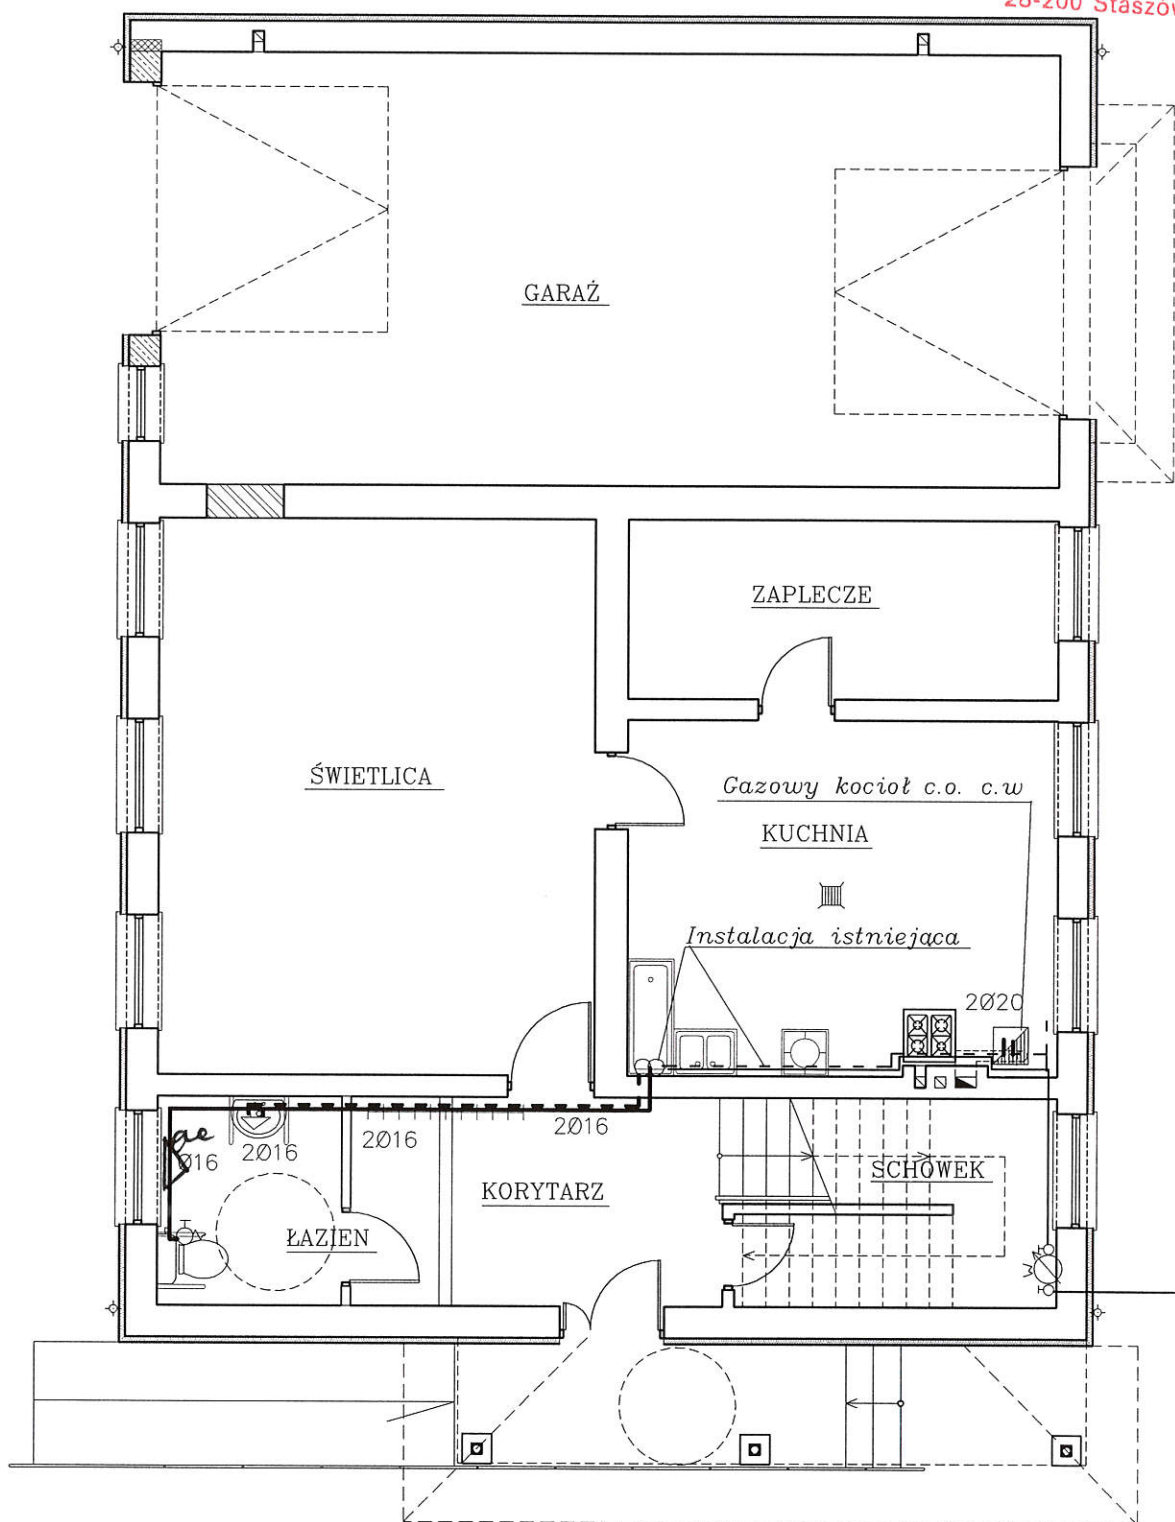 28-200 Staszów
GARAŻ
ZAPLECZE
ŚWIETLICA
Gazowy kocioł c.o. c.w
KUCHNIA
Instalacja istniejąca
2Ø20
2Ø16
2Ø16
2Ø16
Ø16
SCHOWEK
KORYTARZ
ŁAZIEN
W